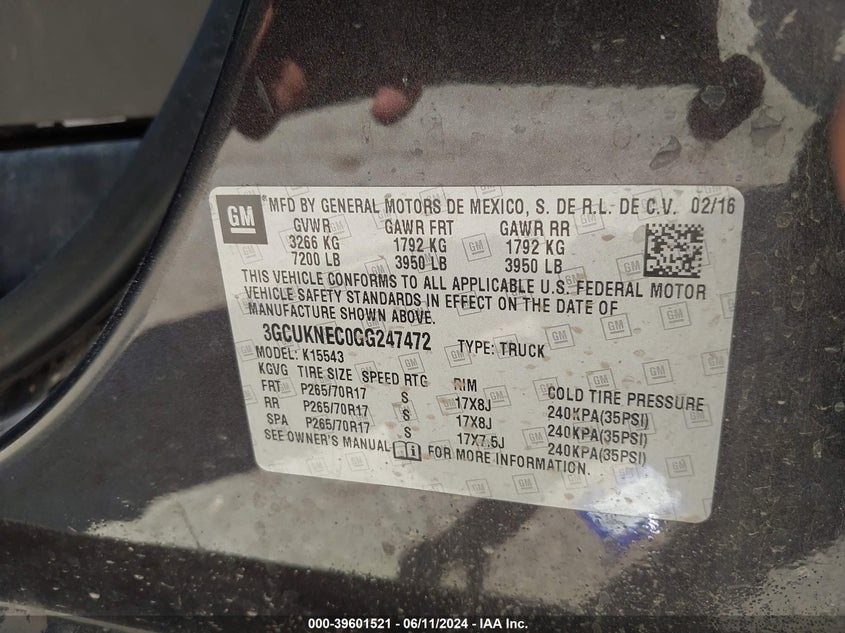 GM ® MFD BY GENERAL MOTORS DE MEXICO, S. DE R.L. DE C.V. 02/16
GVWR GAWR FRT GAWR RR
3266 KG 1792 KG 1792 KG
7200 LB 3950 LB 3950 LB
THIS VEHICLE CONFORMS TO ALL APPLICABLE U.S. FEDERAL MOTOR
VEHICLE SAFETY STANDARDS IN EFFECT ON THE DATE OF
MANUFACTURE SHOWN ABOVE.
3GCUKNEC0GG247472 TYPE: TRUCK
MODEL: K15543
KGVG TIRE SIZE SPEED RTG RIM COLD TIRE PRESSURE
FRT P265/70R17 S 17X8J 240KPA(35PSI)
RR P265/70R17 S 17X8J 240KPA(35PSI)
SPA P265/70R17 S 17X7.5J 240KPA(35PSI)
SEE OWNER'S MANUAL FOR MORE INFORMATION.
000-39601521 - 06/11/2024 - IAA Inc.